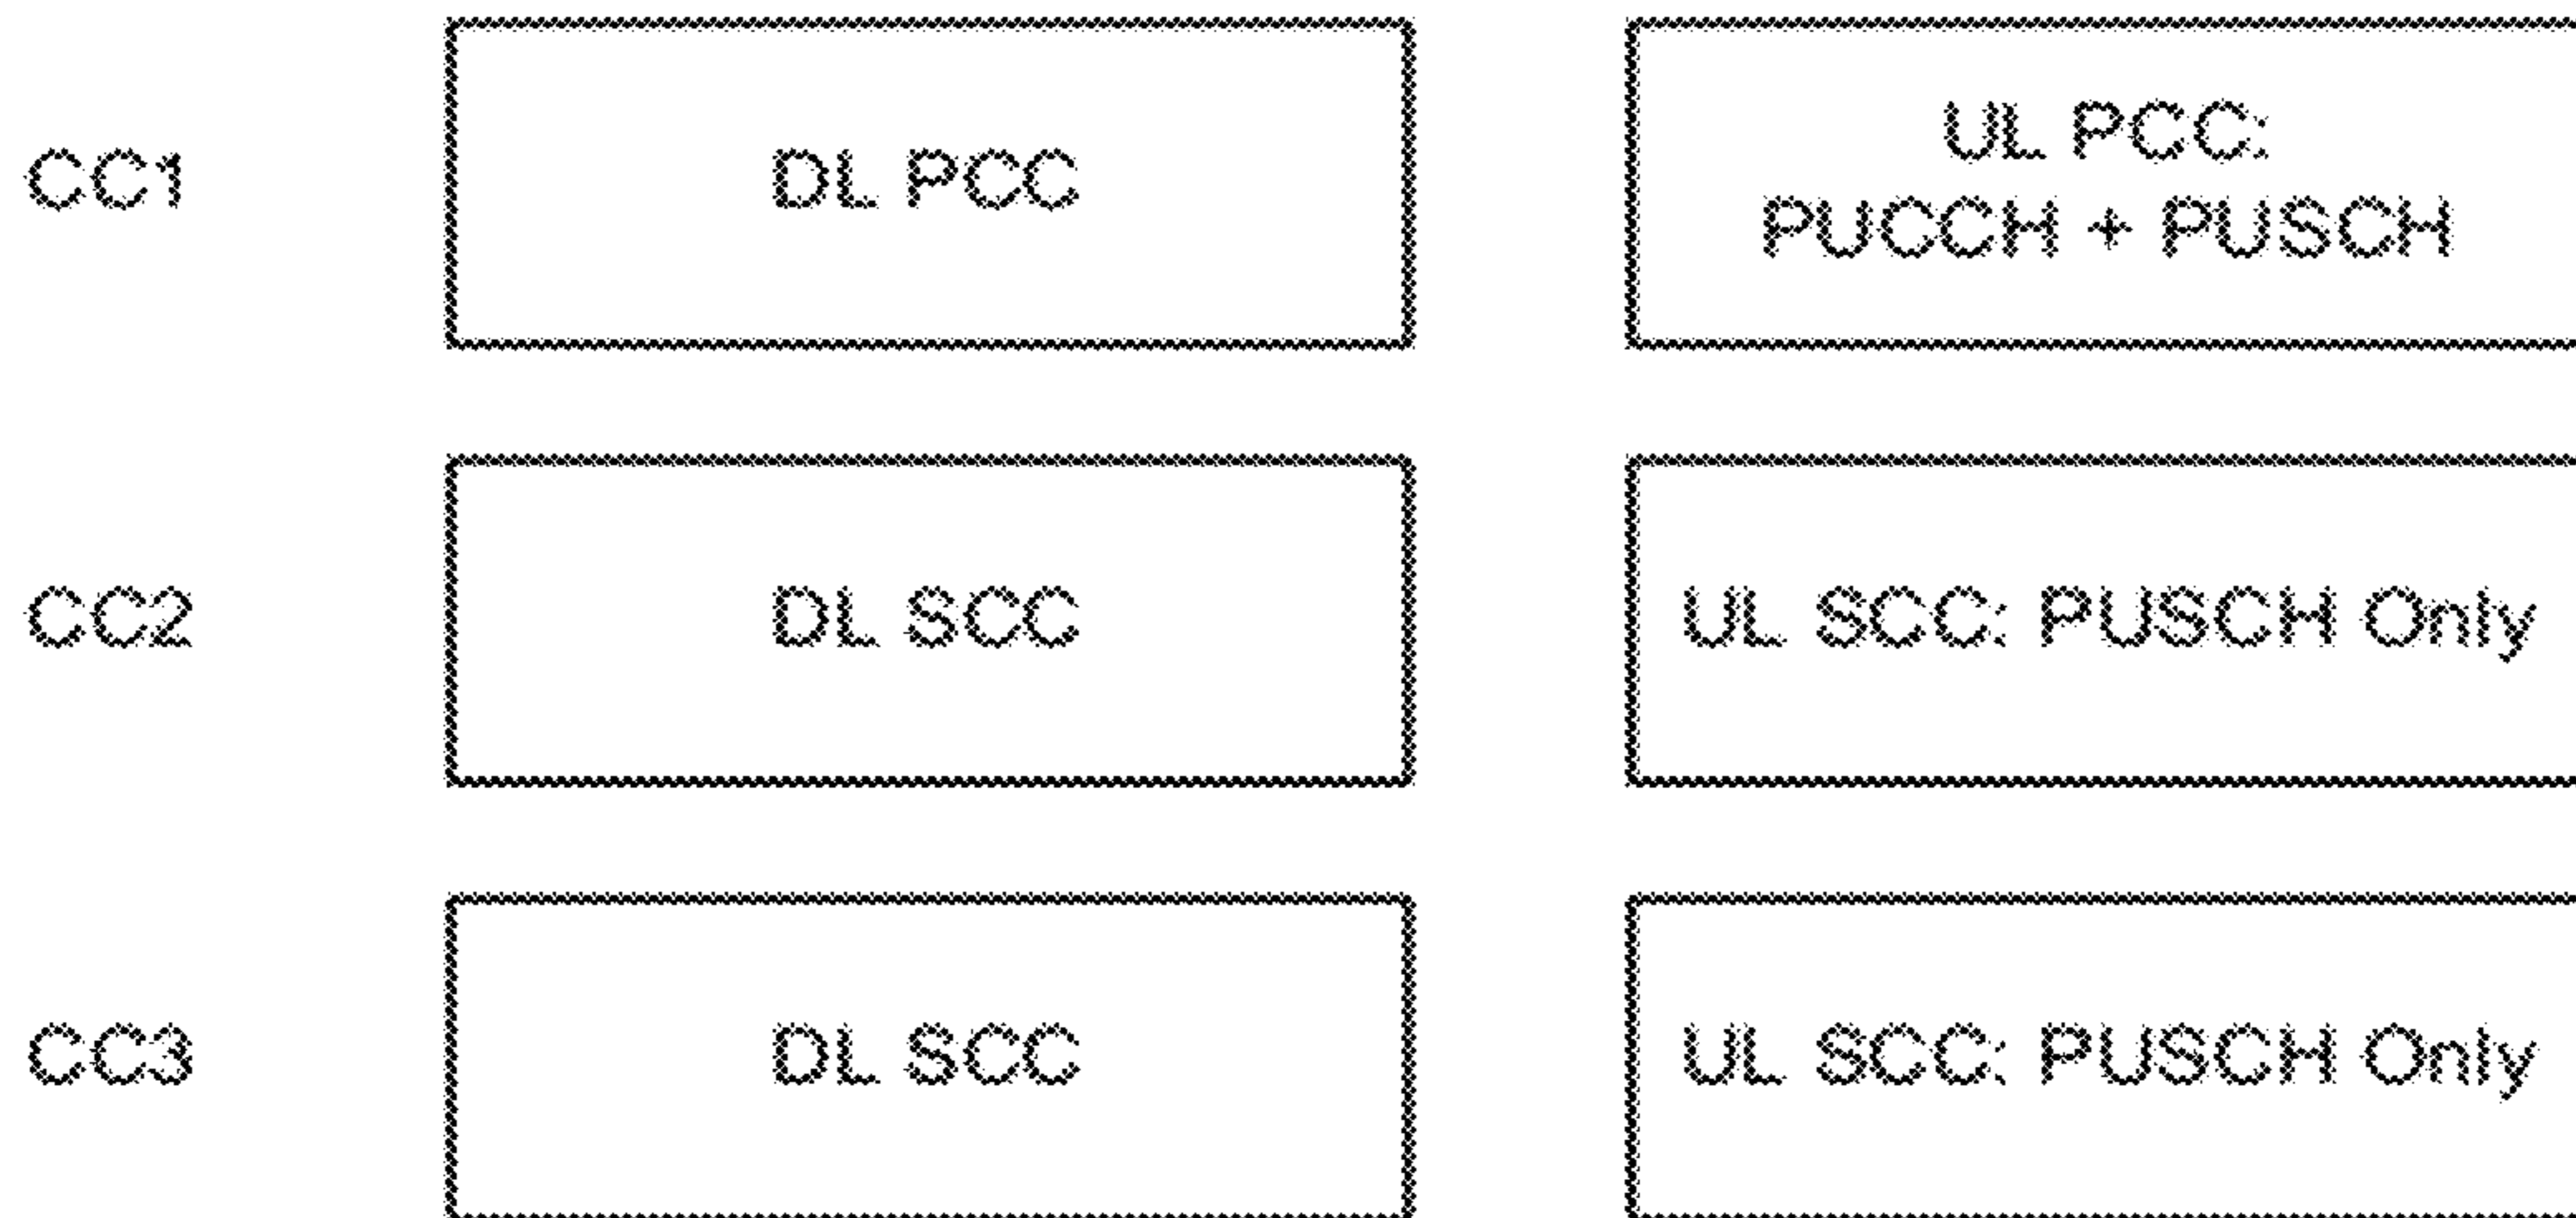 CC1
DL PCC
UL PCC:
PUCCH + PUSCH
CC2
DL SCC
UL SCC: PUSCH Only
CC3
DL SCC
UL SCC: PUSCH Only